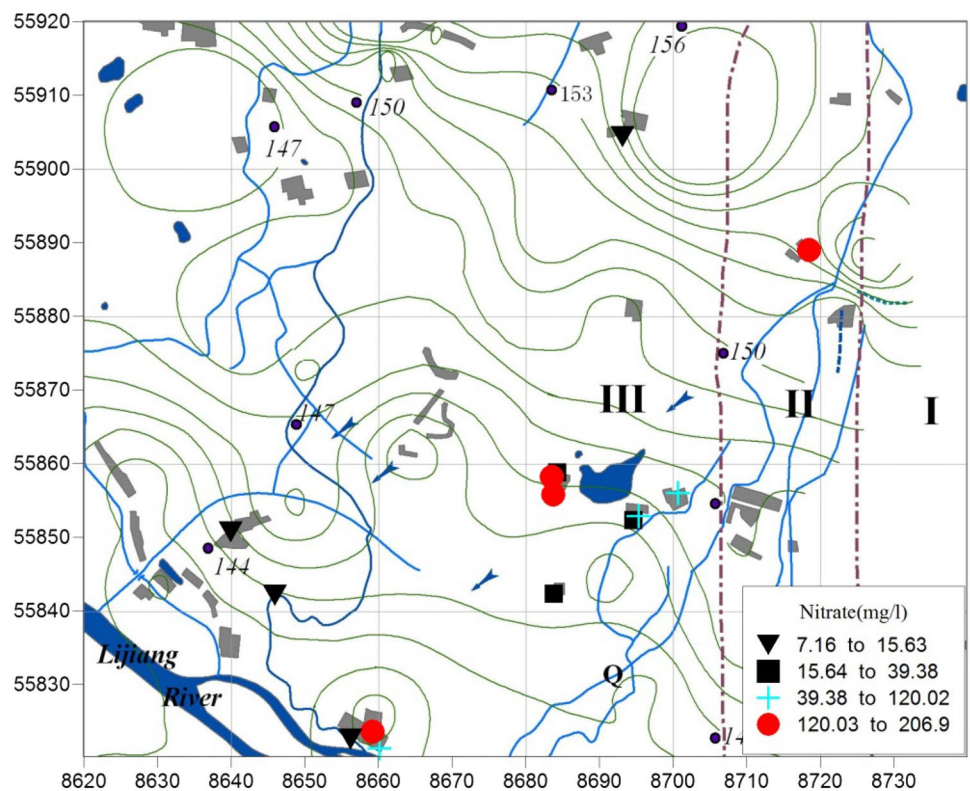 55920
156
55910
153
150
147
55900
55890
55880
150
55870
147
III
II
I
55860
55850
144
55840
Lijiang
River
Q
55830
14
55820
Nitrate(mg/l)
7.16 to 15.63
15.64 to 39.38
39.38 to 120.02
120.03 to 206.9
8620 8630 8640 8650 8660 8670 8680 8690 8700 8710 8720 8730